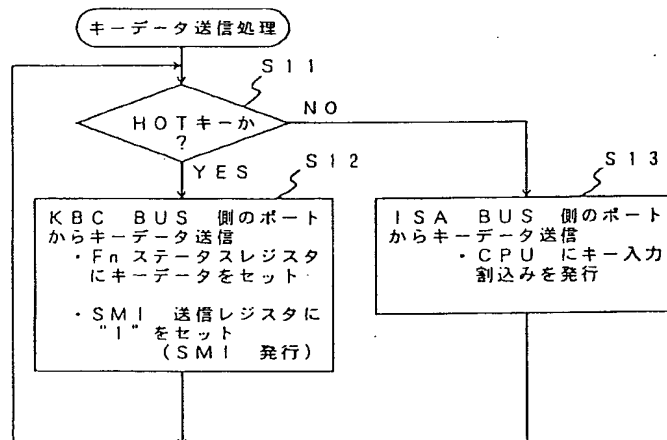 キーデータ送信処理
S11
HOTキーか
?
NO
YES
S12
S13
KBC BUS 側のポート
からキーデータ送信
・Fnステータスレジスタ
にキーデータをセット
・SMI 送信レジスタに
"1"をセット
(SMI 発行)
ISA BUS 側のポート
からキーデータ送信
・CPUにキー入力
割込みを発行